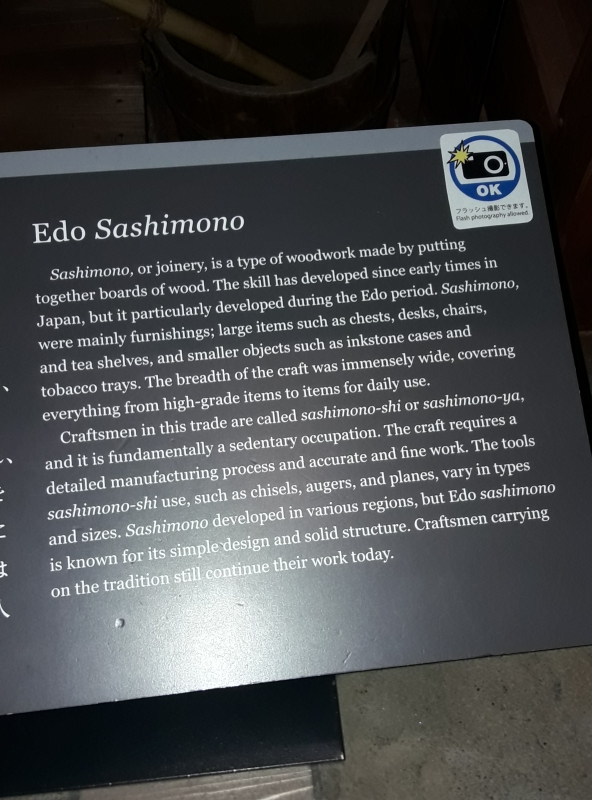 Edo Sashimono
OK
フラッシュ撮影できます。
Flash photography allowed.
Sashimono, or joinery, is a type of woodwork made by putting
together boards of wood. The skill has developed since early times in
Japan, but it particularly developed during the Edo period. Sashimono,
were mainly furnishings; large items such as chests, desks, chairs,
and tea shelves, and smaller objects such as inkstone cases and
tobacco trays. The breadth of the craft was immensely wide, covering
everything from high-grade items to items for daily use.
Craftsmen in this trade are called sashimono-shi or sashimono-ya,
and it is fundamentally a sedentary occupation. The craft requires a
detailed manufacturing process and accurate and fine work. The tools
sashimono-shi use, such as chisels, augers, and planes, vary in types
and sizes. Sashimono developed in various regions, but Edo sashimono
is known for its simple design and solid structure. Craftsmen carrying
on the tradition still continue their work today.